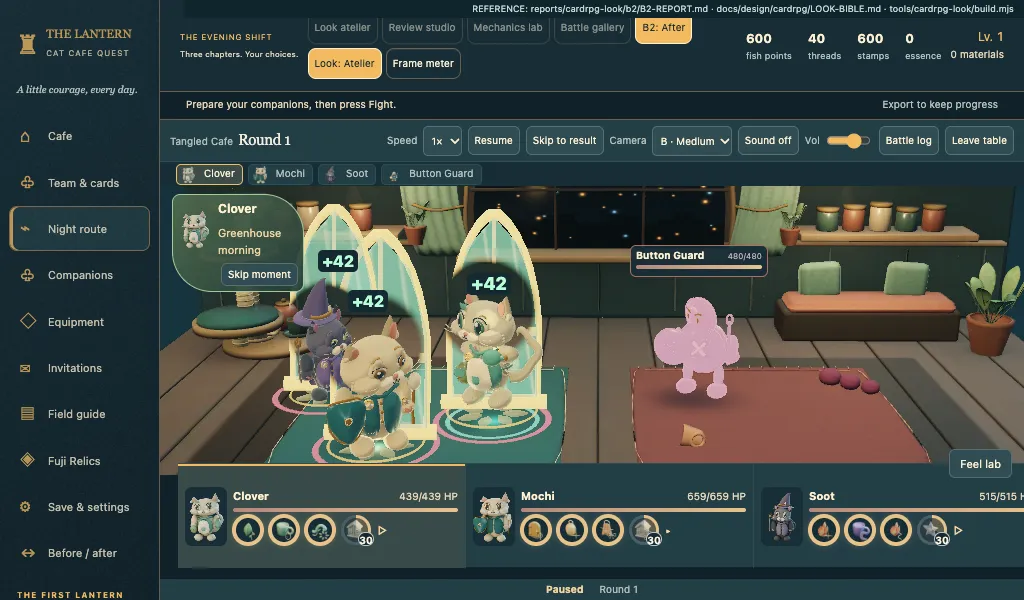 REFERENCE: reports/cardrpg-look/b2/B2-REPORT.md · docs/design/cardrpg/LOOK-BIBLE.md · tools/cardrpg-look/build.mjs
THE LANTERN
CAT CAFE QUEST
A little courage, every day.
Cafe
Team & cards
Night route
Companions
Equipment
Invitations
Field guide
Fuji Relics
Save & settings
Before / after
THE FIRST LANTERN
THE EVENING SHIFT
Three chapters. Your choices.
Look atelier
Review studio
Mechanics lab
Battle gallery
B2: After
Look: Atelier
Frame meter
600 fish points
40 threads
600 stamps
0 essence
Lv. 1
0 materials
Prepare your companions, then press Fight.
Export to keep progress
Tangled Cafe Round 1
Speed 1x Resume Skip to result Camera B · Medium Sound off Vol Battle log Leave table
Clover Mochi Soot Button Guard
Clover
Greenhouse
morning
Skip moment
+42
+42
+42
Button Guard 480/480
Feel lab
Clover 439/439 HP
30
Mochi 659/659 HP
30
Soot 515/515 H
30
Paused Round 1